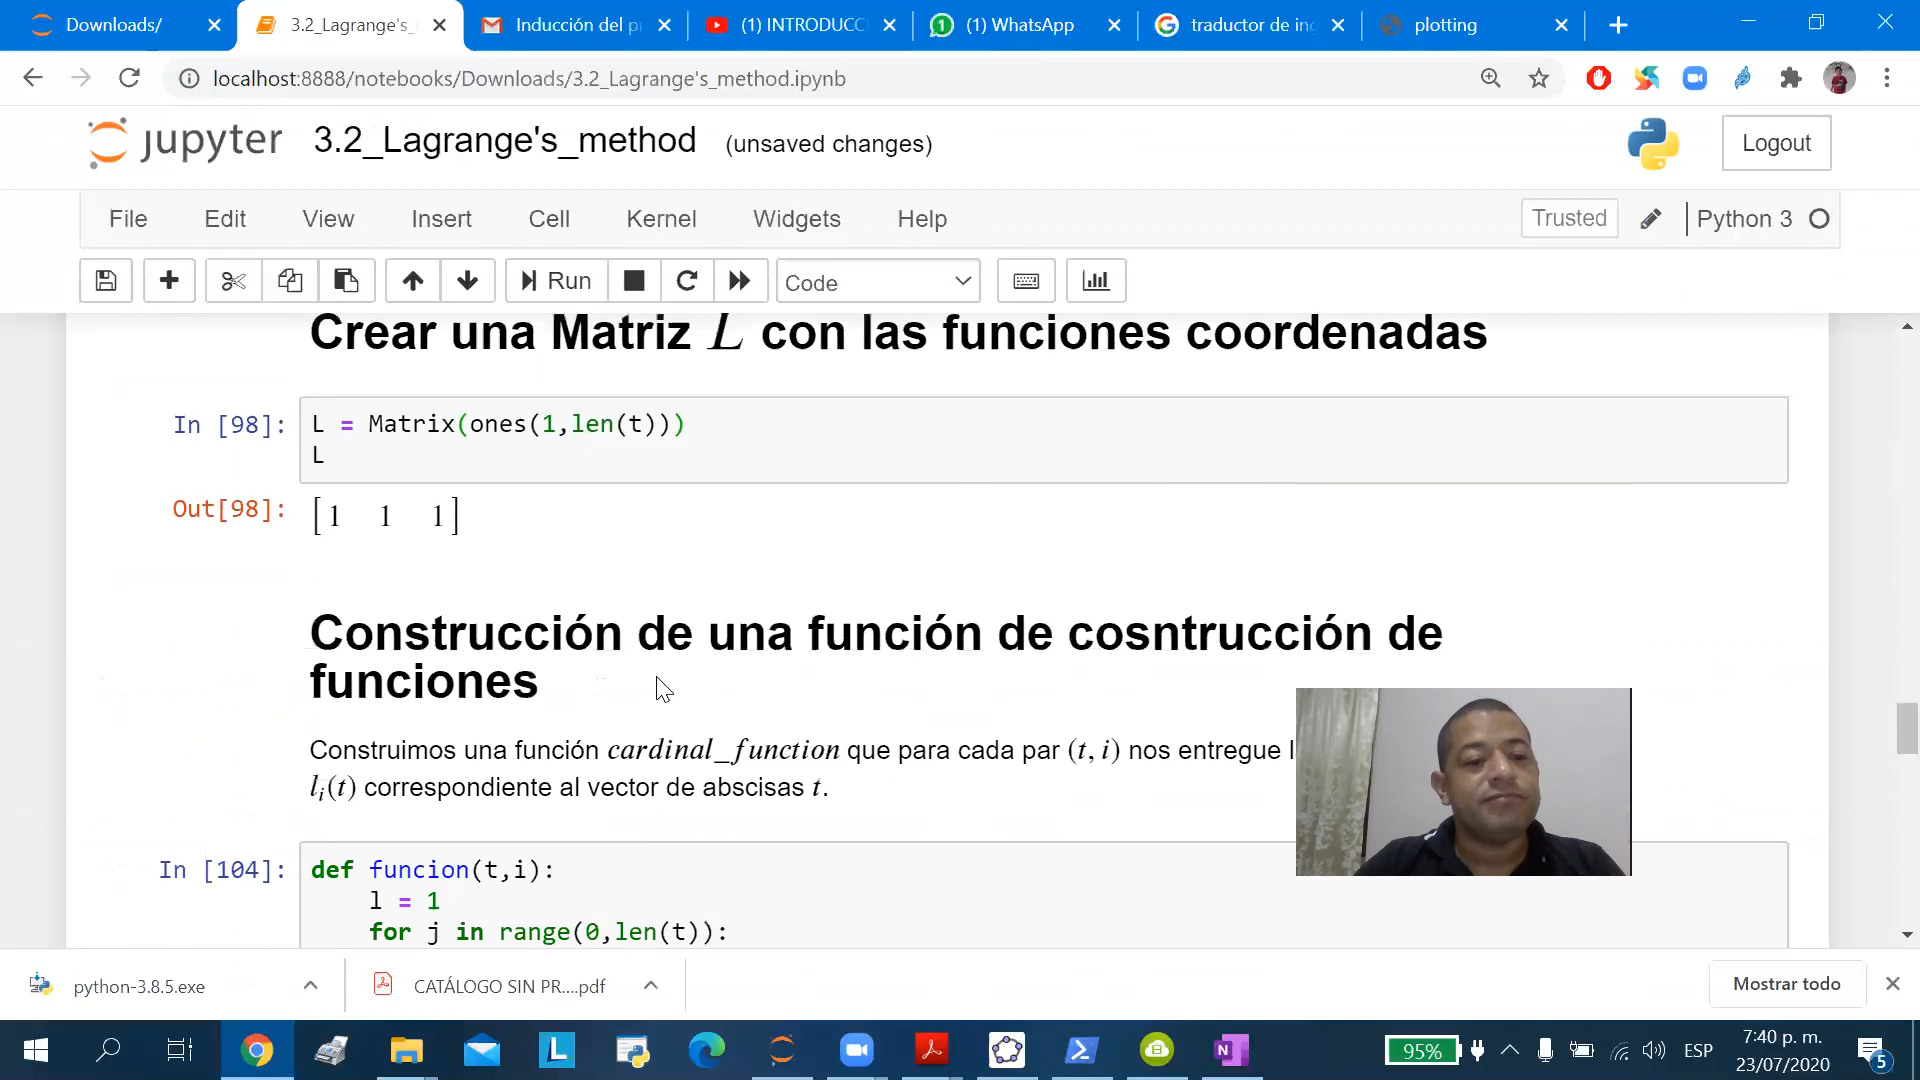 Downloads/
3.2_Lagrange's_
Inducción del p
(1) INTRODUCC
(1) WhatsApp
traductor de in
plotting
localhost:8888/notebooks/Downloads/3.2_Lagrange's_method.ipynb
jupyter 3.2_Lagrange's_method (unsaved changes)
Logout
File Edit View Insert Cell Kernel Widgets Help
Trusted Python 3
Run Code
Crear una Matriz L con las funciones coordenadas
In [98]: L = Matrix(ones(1,len(t)))
L
Out[98]: [1 1 1]
Construcción de una función de cosntrucción de
funciones
Construimos una función cardinal_function que para cada par (t, i) nos entregue l
l_i(t) correspondiente al vector de abscisas t.
In [104]: def funcion(t,i):
l = 1
for j in range(0,len(t)):
python-3.8.5.exe
CATÁLOGO SIN PR....pdf
Mostrar todo
95%
ESP
7:40 p. m.
23/07/2020
5